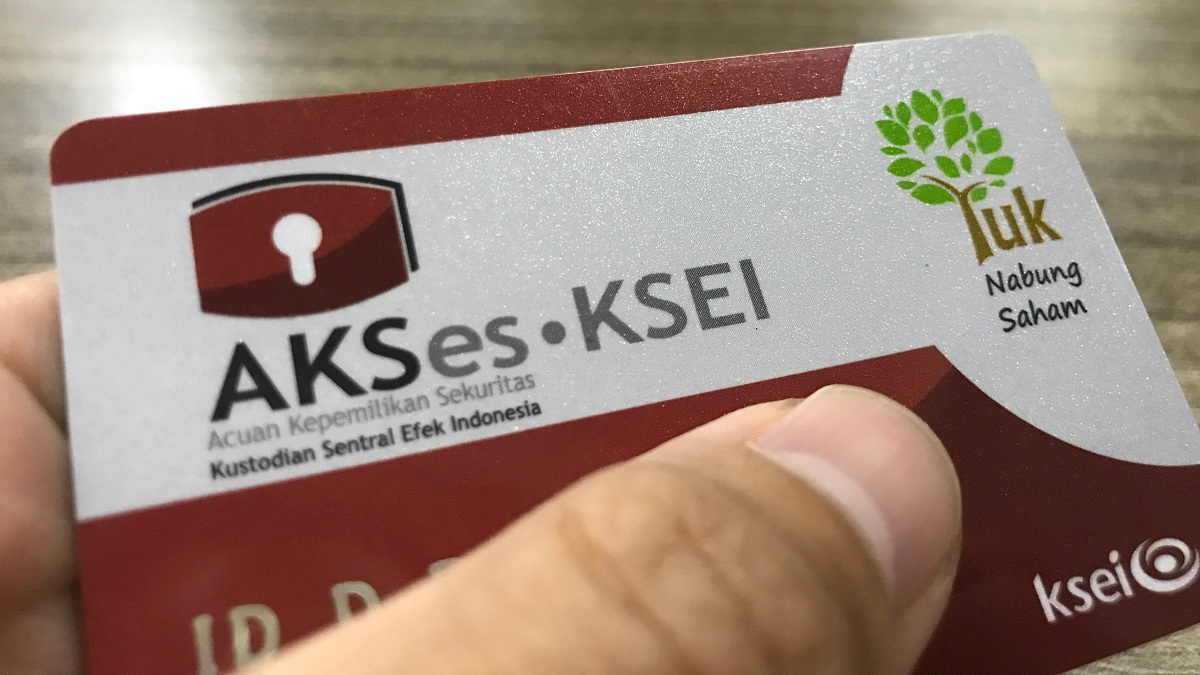 AKSes•KSEI
Acuan Kepemilikan Sekuritas
Kustodian Sentral Efek Indonesia
Yuk
Nabung
Saham
ksei